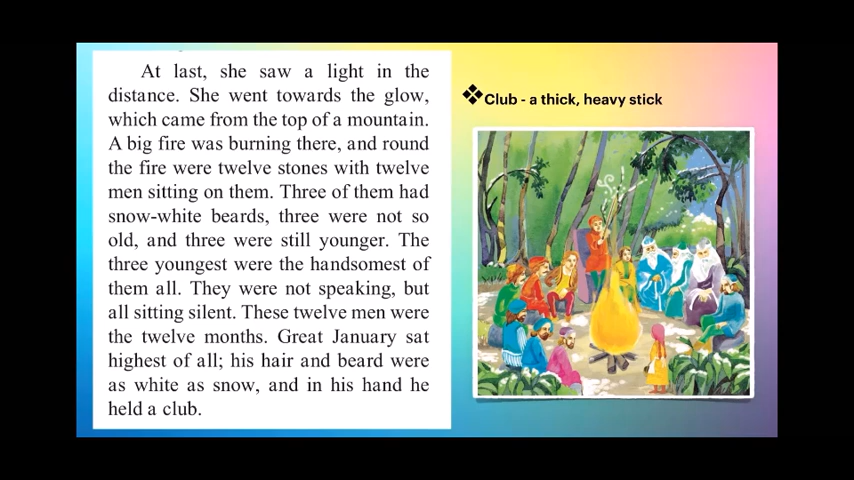 At last, she saw a light in the
distance. She went towards the glow,
which came from the top of a mountain.
A big fire was burning there, and round
the fire were twelve stones with twelve
men sitting on them. Three of them had
snow-white beards, three were not so
old, and three were still younger. The
three youngest were the handsomest of
them all. They were not speaking, but
all sitting silent. These twelve men were
the twelve months. Great January sat
highest of all; his hair and beard were
as white as snow, and in his hand he
held a club.
Club - a thick, heavy stick